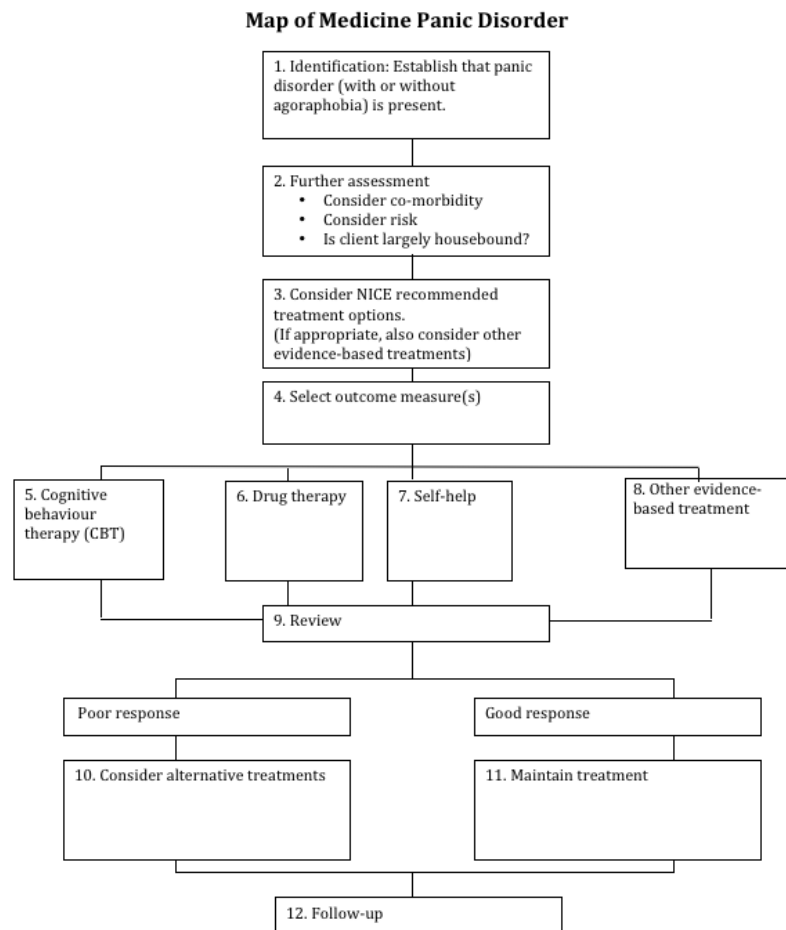 Map of Medicine Panic Disorder
1. Identification: Establish that panic
disorder (with or without
agoraphobia) is present.
2. Further assessment
• Consider co-morbidity
• Consider risk
• Is client largely housebound?
3. Consider NICE recommended
treatment options.
(If appropriate, also consider other
evidence-based treatments)
4. Select outcome measure(s)
5. Cognitive
behaviour
therapy (CBT)
6. Drug therapy
7. Self-help
8. Other evidence-
based treatment
9. Review
Poor response
Good response
10. Consider alternative treatments
11. Maintain treatment
12. Follow-up